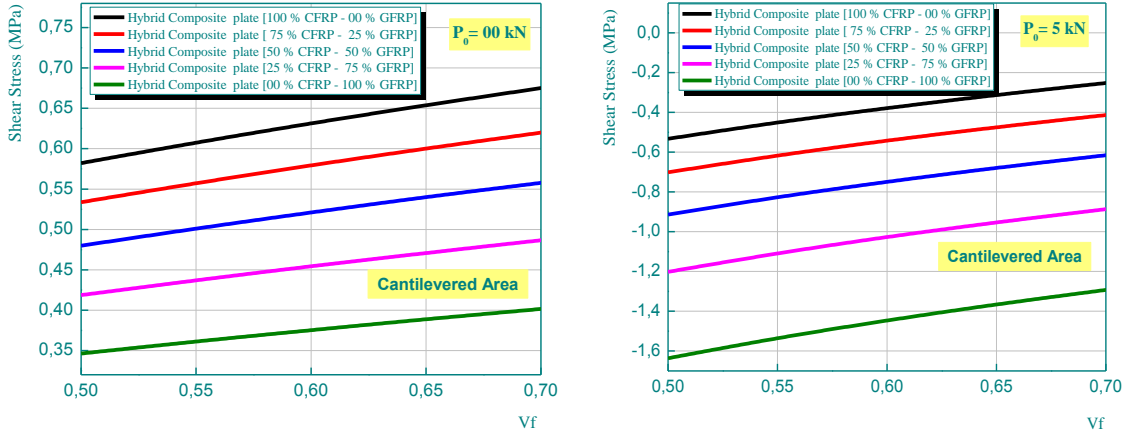 Hybrid Composite plate [100 % CFRP - 00 % GFRP]
Hybrid Composite plate [ 75 % CFRP - 25 % GFRP]
Hybrid Composite plate [50 % CFRP - 50 % GFRP]
Hybrid Composite plate [25 % CFRP - 75 % GFRP]
Hybrid Composite plate [00 % CFRP - 100 % GFRP]
P0= 00 kN
Shear Stress (MPa)
0,75
0,70
0,65
0,60
0,55
0,50
0,45
0,40
0,35
Cantilevered Area
0,50 0,55 0,60 0,65 0,70
Vf
Hybrid Composite plate [100 % CFRP - 00 % GFRP]
Hybrid Composite plate [ 75 % CFRP - 25 % GFRP]
Hybrid Composite plate [50 % CFRP - 50 % GFRP]
Hybrid Composite plate [25 % CFRP - 75 % GFRP]
Hybrid Composite plate [00 % CFRP - 100 % GFRP]
P0= 5 kN
Shear Stress (MPa)
0,0
-0,2
-0,4
-0,6
-0,8
-1,0
-1,2
-1,4
-1,6
Cantilevered Area
0,50 0,55 0,60 0,65 0,70
Vf